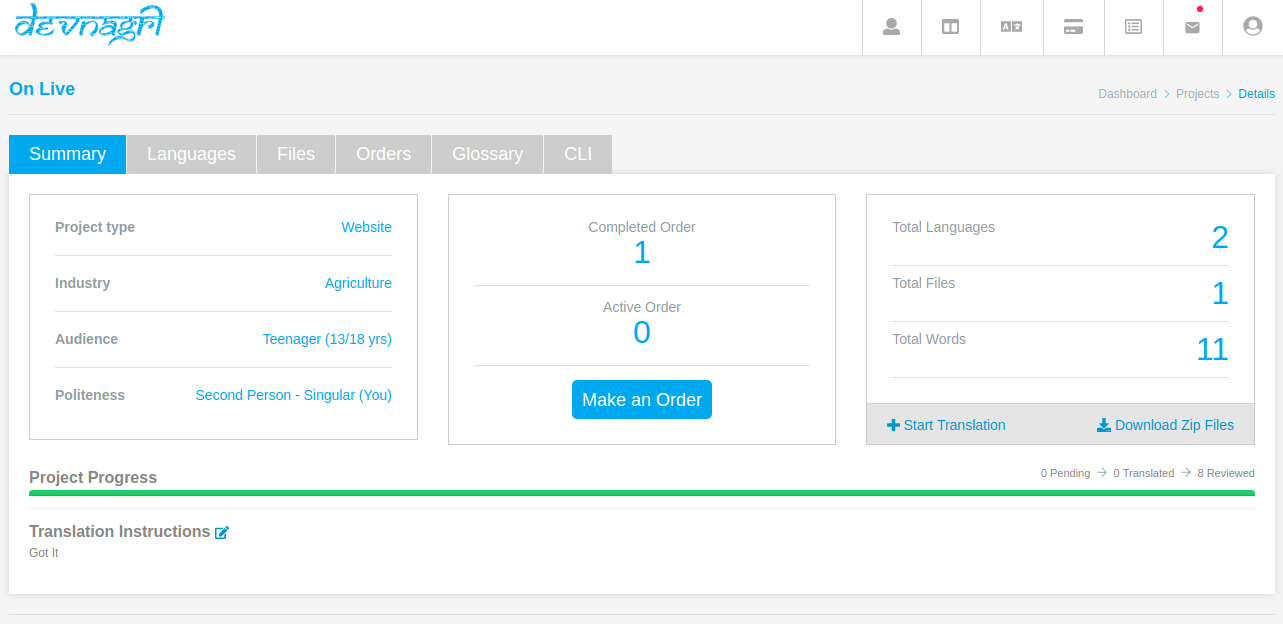 devnagri
On Live
Dashboard > Projects > Details
Summary Languages Files Orders Glossary CLI
Project type Website
Industry Agriculture
Audience Teenager (13/18 yrs)
Politeness Second Person - Singular (You)
Completed Order
1
Active Order
0
Make an Order
Total Languages 2
Total Files 1
Total Words 11
Start Translation Download Zip Files
Project Progress
0 Pending → 0 Translated → 8 Reviewed
Translation Instructions
Got It